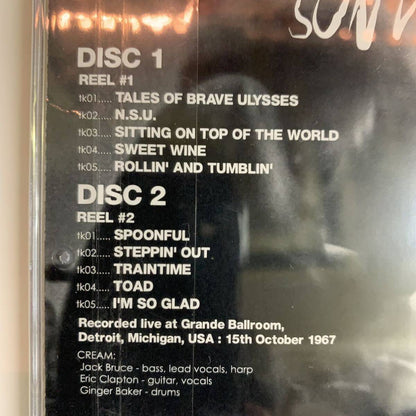 SUN
DISC 1
REEL #1
tk01..... TALES OF BRAVE ULYSSES
tk02..... N.S.U.
tk03..... SITTING ON TOP OF THE WORLD
tk04..... SWEET WINE
tk05..... ROLLIN' AND TUMBLIN'
DISC 2
REEL #2
tk01..... SPOONFUL
tk02..... STEPPIN' OUT
tk03..... TRAINTIME
tk04..... TOAD
tk05..... I'M SO GLAD
Recorded live at Grande Ballroom,
Detroit, Michigan, USA : 15th October 1967
CREAM:
Jack Bruce - bass, lead vocals, harp
Eric Clapton - guitar, vocals
Ginger Baker - drums